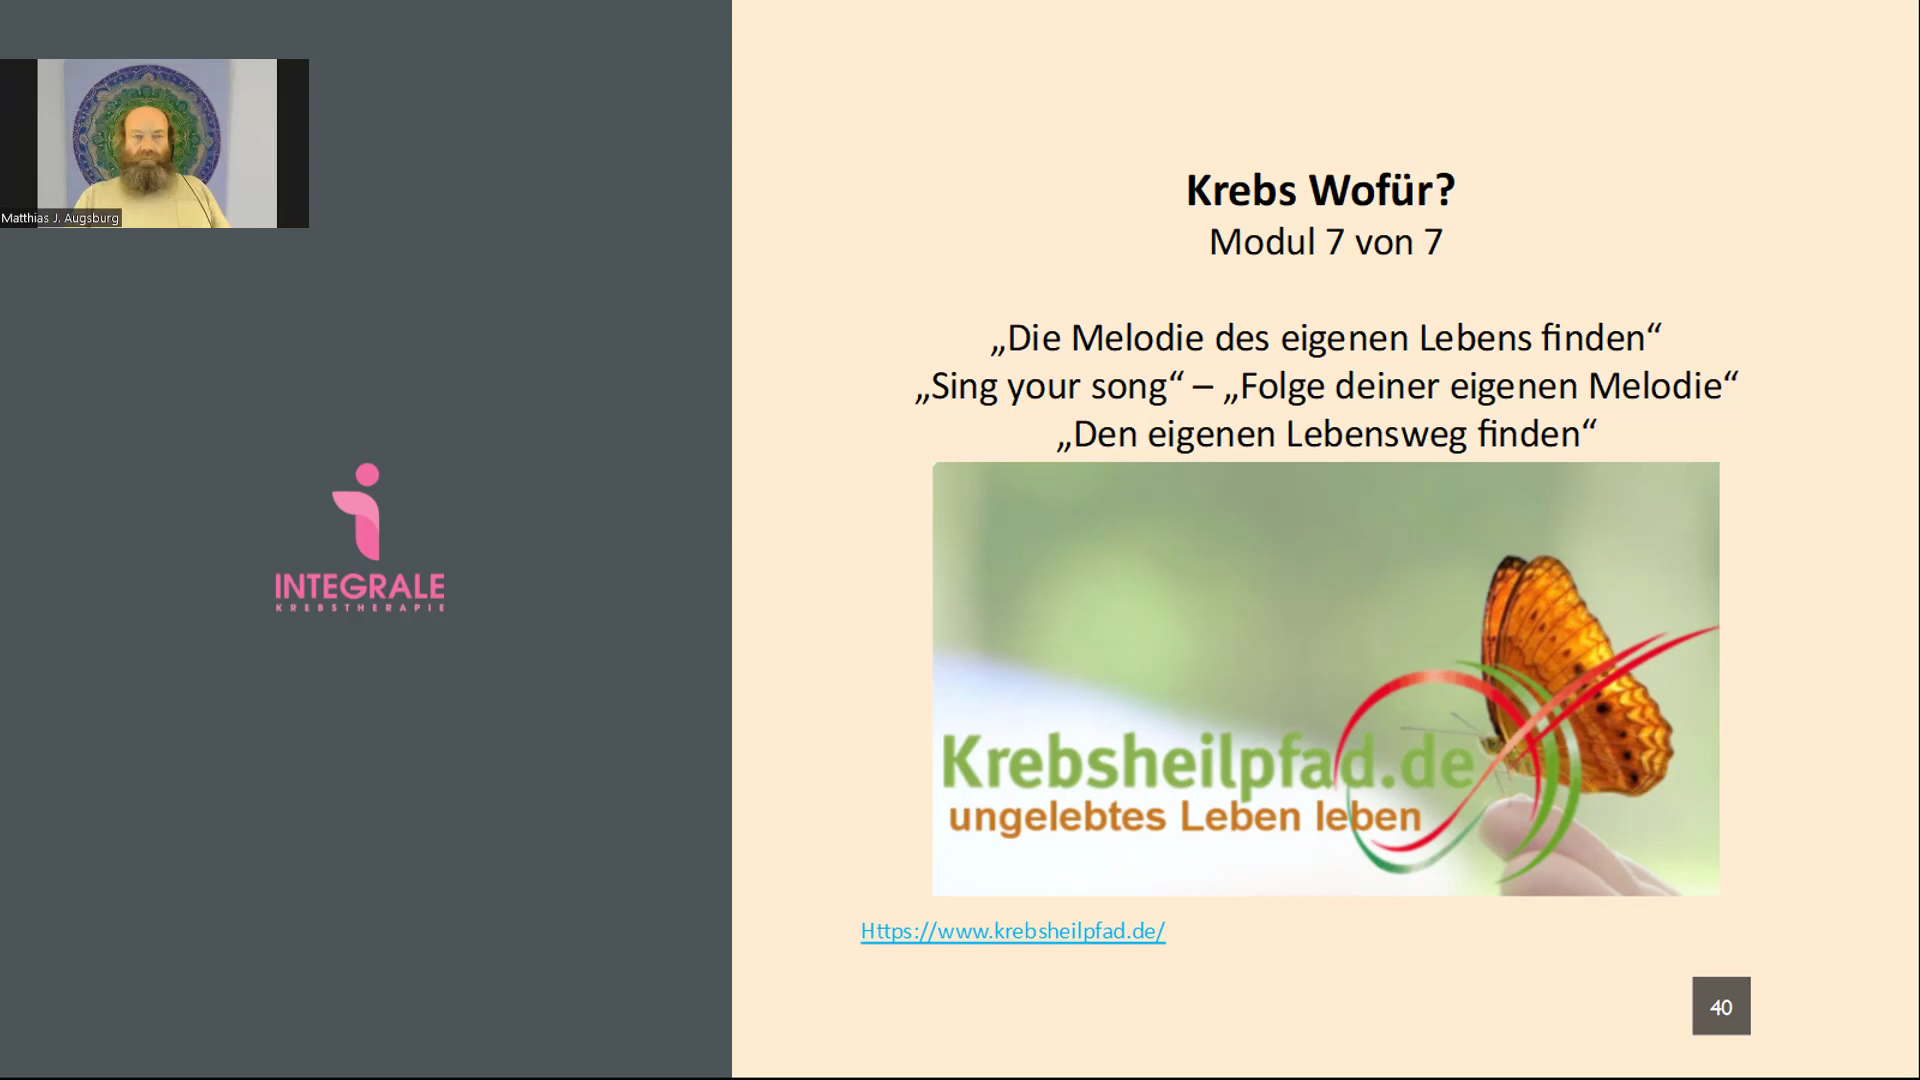 Matthias J. Augsburg
INTEGRALE
KREBSTHERAPIE
Krebs Wofür?
Modul 7 von 7
„Die Melodie des eigenen Lebens finden“
„Sing your song“ – „Folge deiner eigenen Melodie“
„Den eigenen Lebensweg finden“
Krebsheilpfad.de
ungelebtes Leben leben
Https://www.krebsheilpfad.de/
40